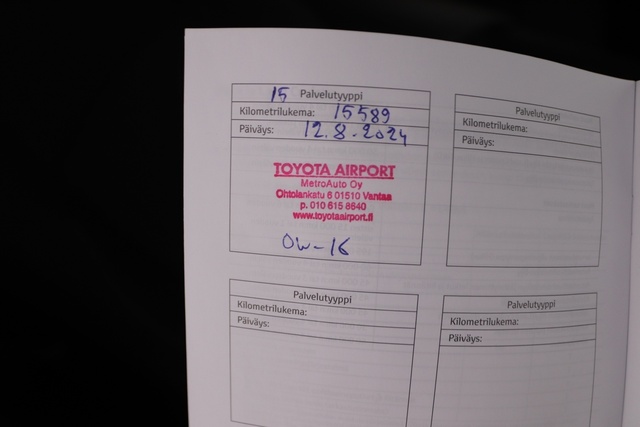 15 Palvelutyyppi
Kilometrilukema: 15589
Päiväys: 12.8.2024
TOYOTA AIRPORT
MetroAuto Oy
Ohtolankatu 6 01510 Vantaa
p. 010 615 8640
www.toyotaairport.fi
0W-16
Palvelutyyppi
Kilometrilukema:
Päiväys:
Palvelutyyppi
Kilometrilukema:
Päiväys:
Palvelutyyppi
Kilometrilukema:
Päiväys: